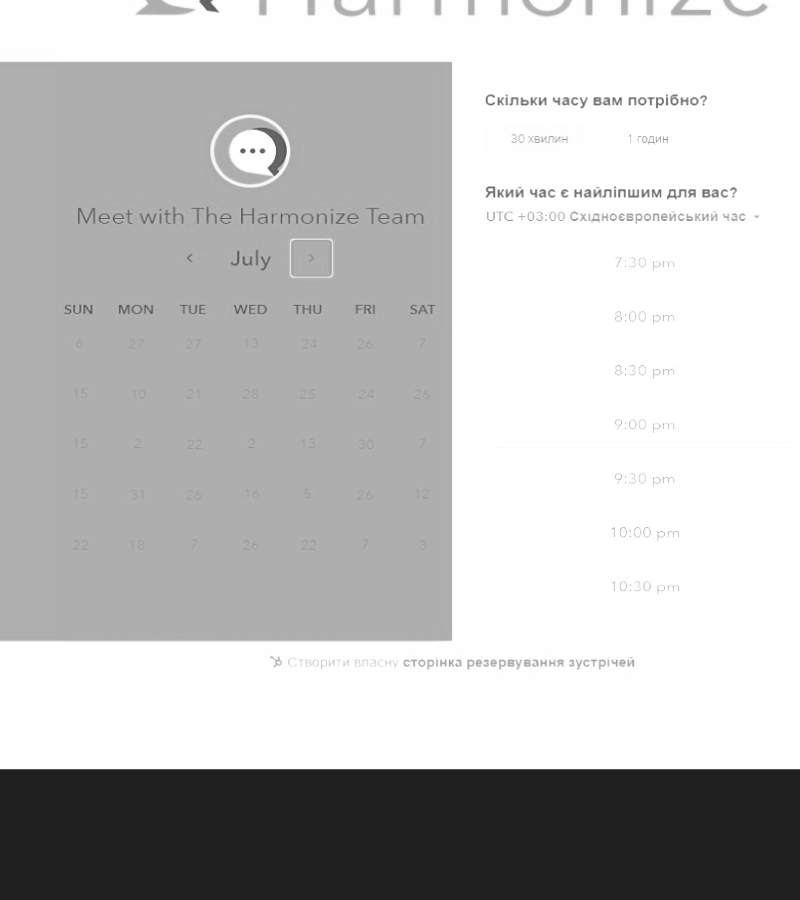 Harmonize
Meet with The Harmonize Team
July
SUN MON TUE WED THU FRI SAT
6 27 27 13 24 26 7
15 10 21 28 25 24 26
15 2 22 2 13 30 7
15 31 26 16 5 26 12
22 18 7 26 22 7 3
Скільки часу вам потрібно?
30 хвилин 1 годин
Який час є найліпшим для вас?
UTC +03:00 Східноєвропейський час
7:30 pm
8:00 pm
8:30 pm
9:00 pm
9:30 pm
10:00 pm
10:30 pm
Створити власну сторінка резервування зустрічей